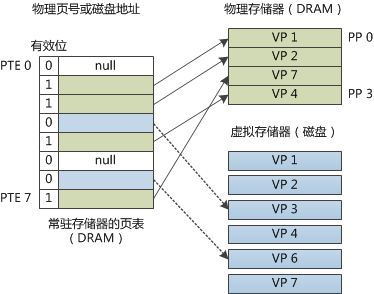 物理页号或磁盘地址
有效位
PTE 0
0
null
1
1
0
1
0
null
0
PTE 7
1
常驻存储器的页表
（DRAM）
物理存储器（DRAM）
VP 1
PP 0
VP 2
VP 7
VP 4
PP 3
虚拟存储器（磁盘）
VP 1
VP 2
VP 3
VP 4
VP 6
VP 7